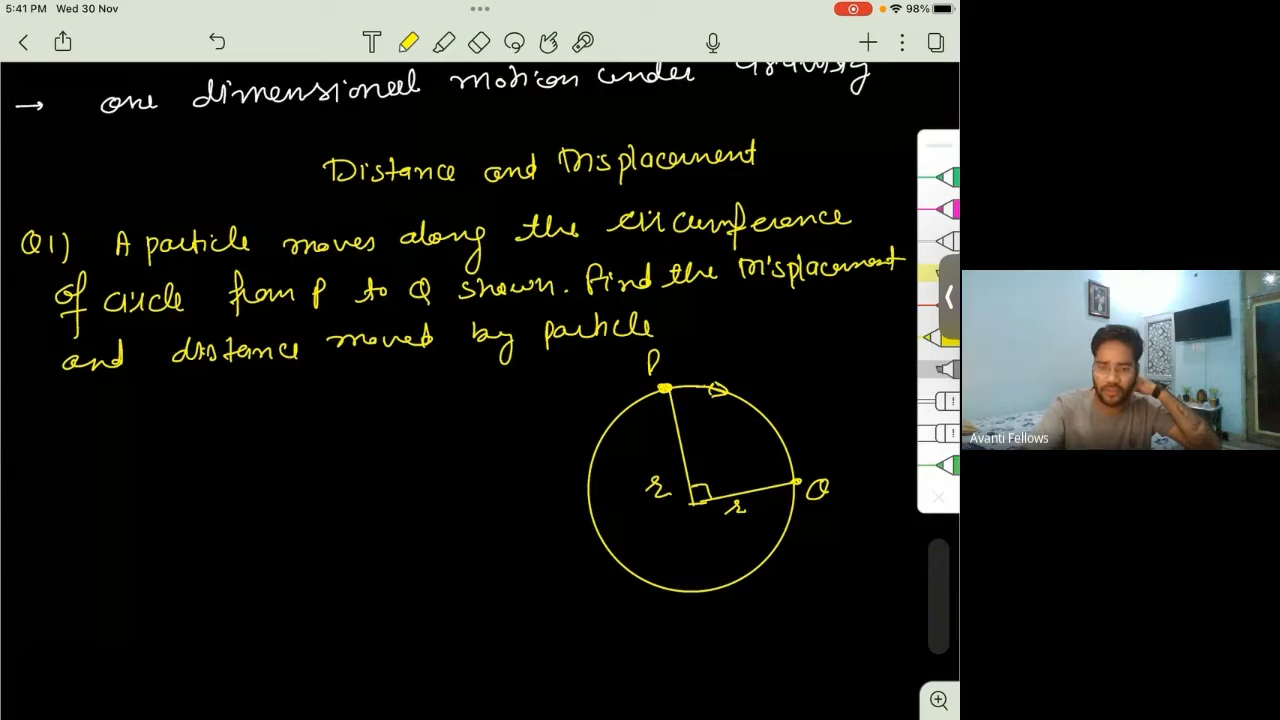 5:41 PM Wed 30 Nov
98%
T
→ one dimensional motion under Gravity
Distance and Displacement
Q1) A particle moves along the circumference
of circle from P to Q shown. Find the Displacement
and distance moved by particle
P
r
r
Q
Avanti Fellows